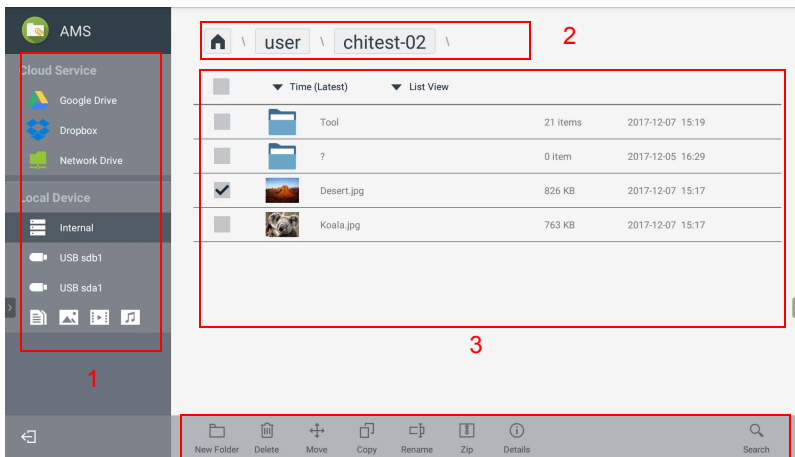 AMS
Cloud Service
Google Drive
Dropbox
Network Drive
Local Device
Internal
USB sdb1
USB sda1
1
\ user \ chitest-02 \
2
Time (Latest) List View
Tool 21 items 2017-12-07 15:19
? 0 item 2017-12-05 16:29
Desert.jpg 826 KB 2017-12-07 15:17
Koala.jpg 763 KB 2017-12-07 15:17
3
New Folder Delete Move Copy Rename Zip Details Search